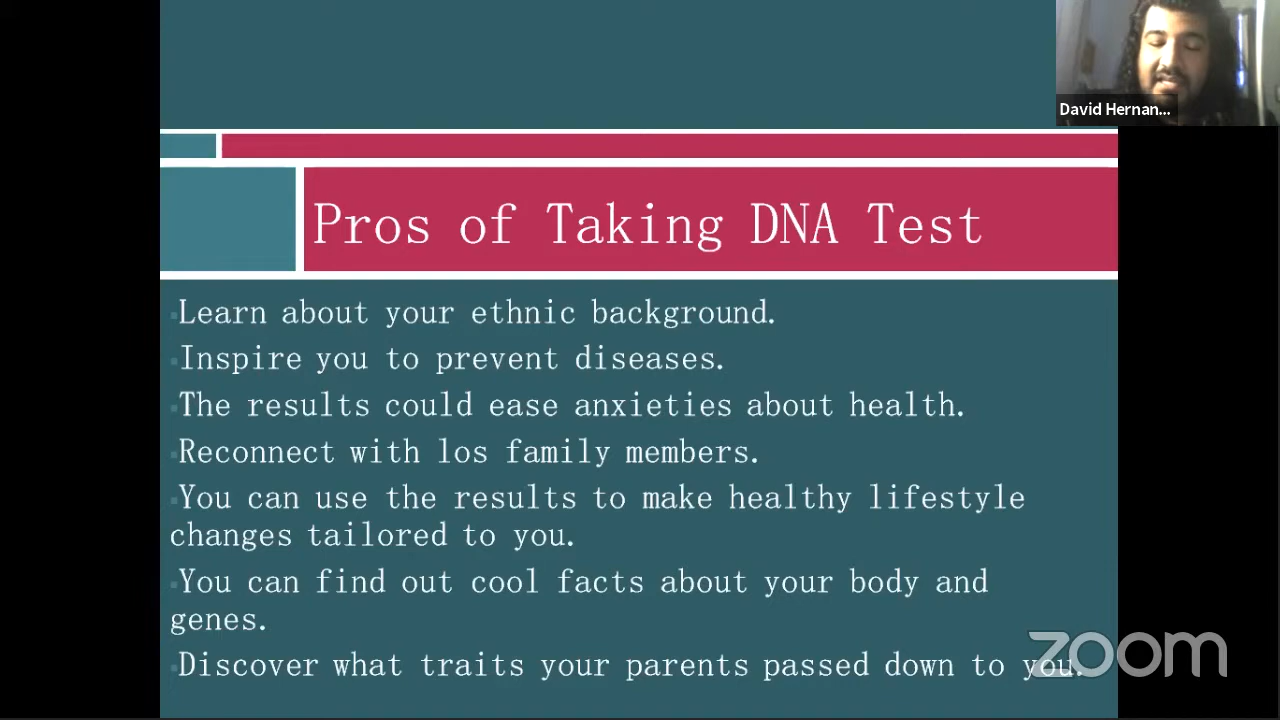 David Hernan...
Pros of Taking DNA Test
Learn about your ethnic background.
Inspire you to prevent diseases.
The results could ease anxieties about health.
Reconnect with los family members.
You can use the results to make healthy lifestyle
changes tailored to you.
You can find out cool facts about your body and
genes.
Discover what traits your parents passed down to you.
zoom